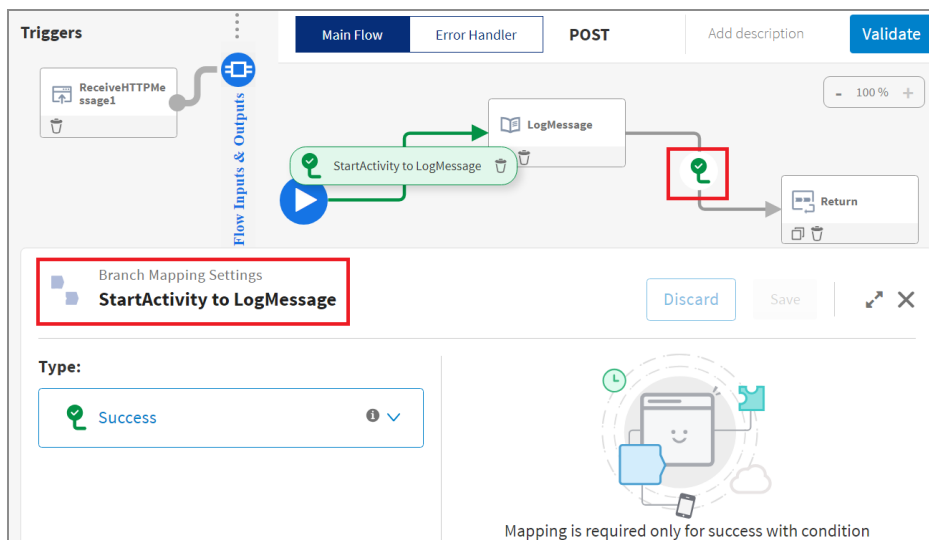 Triggers
Main Flow
Error Handler
POST
Add description
Validate
ReceiveHTTPMe
ssage1
- 100 % +
Flow Inputs & Outputs
LogMessage
StartActivity to LogMessage
Return
Branch Mapping Settings
StartActivity to LogMessage
Discard
Save
Type:
Success
Mapping is required only for success with condition